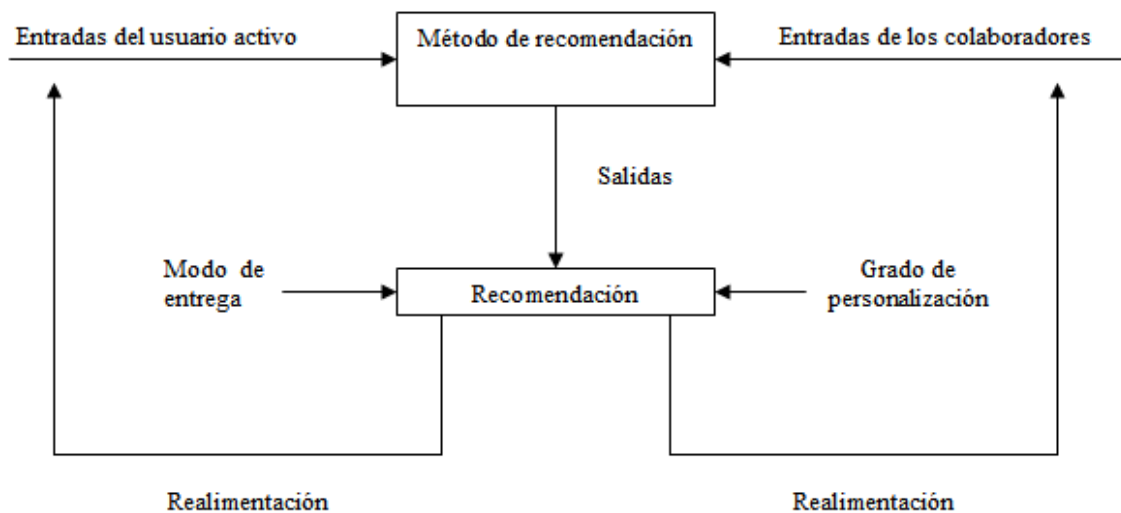 Entradas del usuario activo
Método de recomendación
Entradas de los colaboradores
Salidas
Modo de
entrega
Recomendación
Grado de
personalización
Realimentación
Realimentación